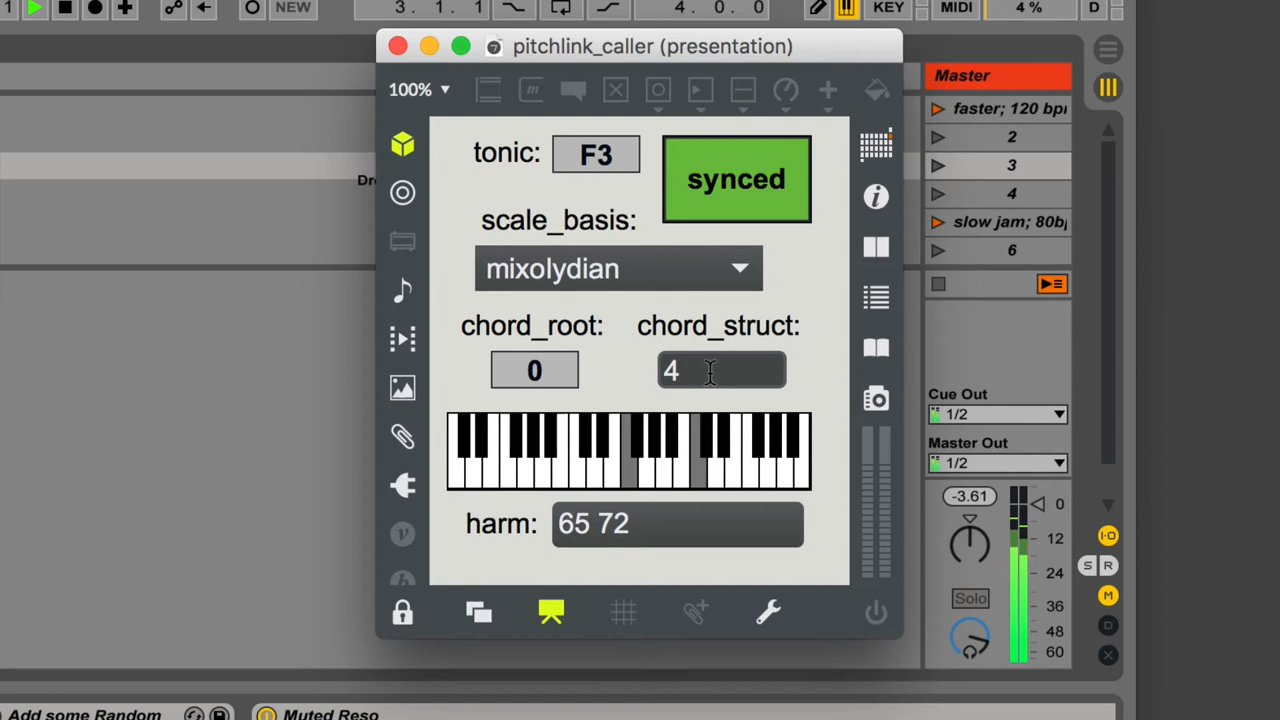 1
NEW
3. 1. 1
4. 0. 0
KEY
MIDI
4 %
D
pitchlink_caller (presentation)
100%
m
tonic:
F3
synced
scale_basis:
mixolydian
chord_root:
chord_struct:
0
4
harm:
65 72
Master
faster; 120 bpm
2
3
4
slow jam; 80b
6
Cue Out
1/2
Master Out
1/2
-3.61
0
12
24
36
48
60
Solo
I·O
S
R
M
D
Add some Random
Muted Reso